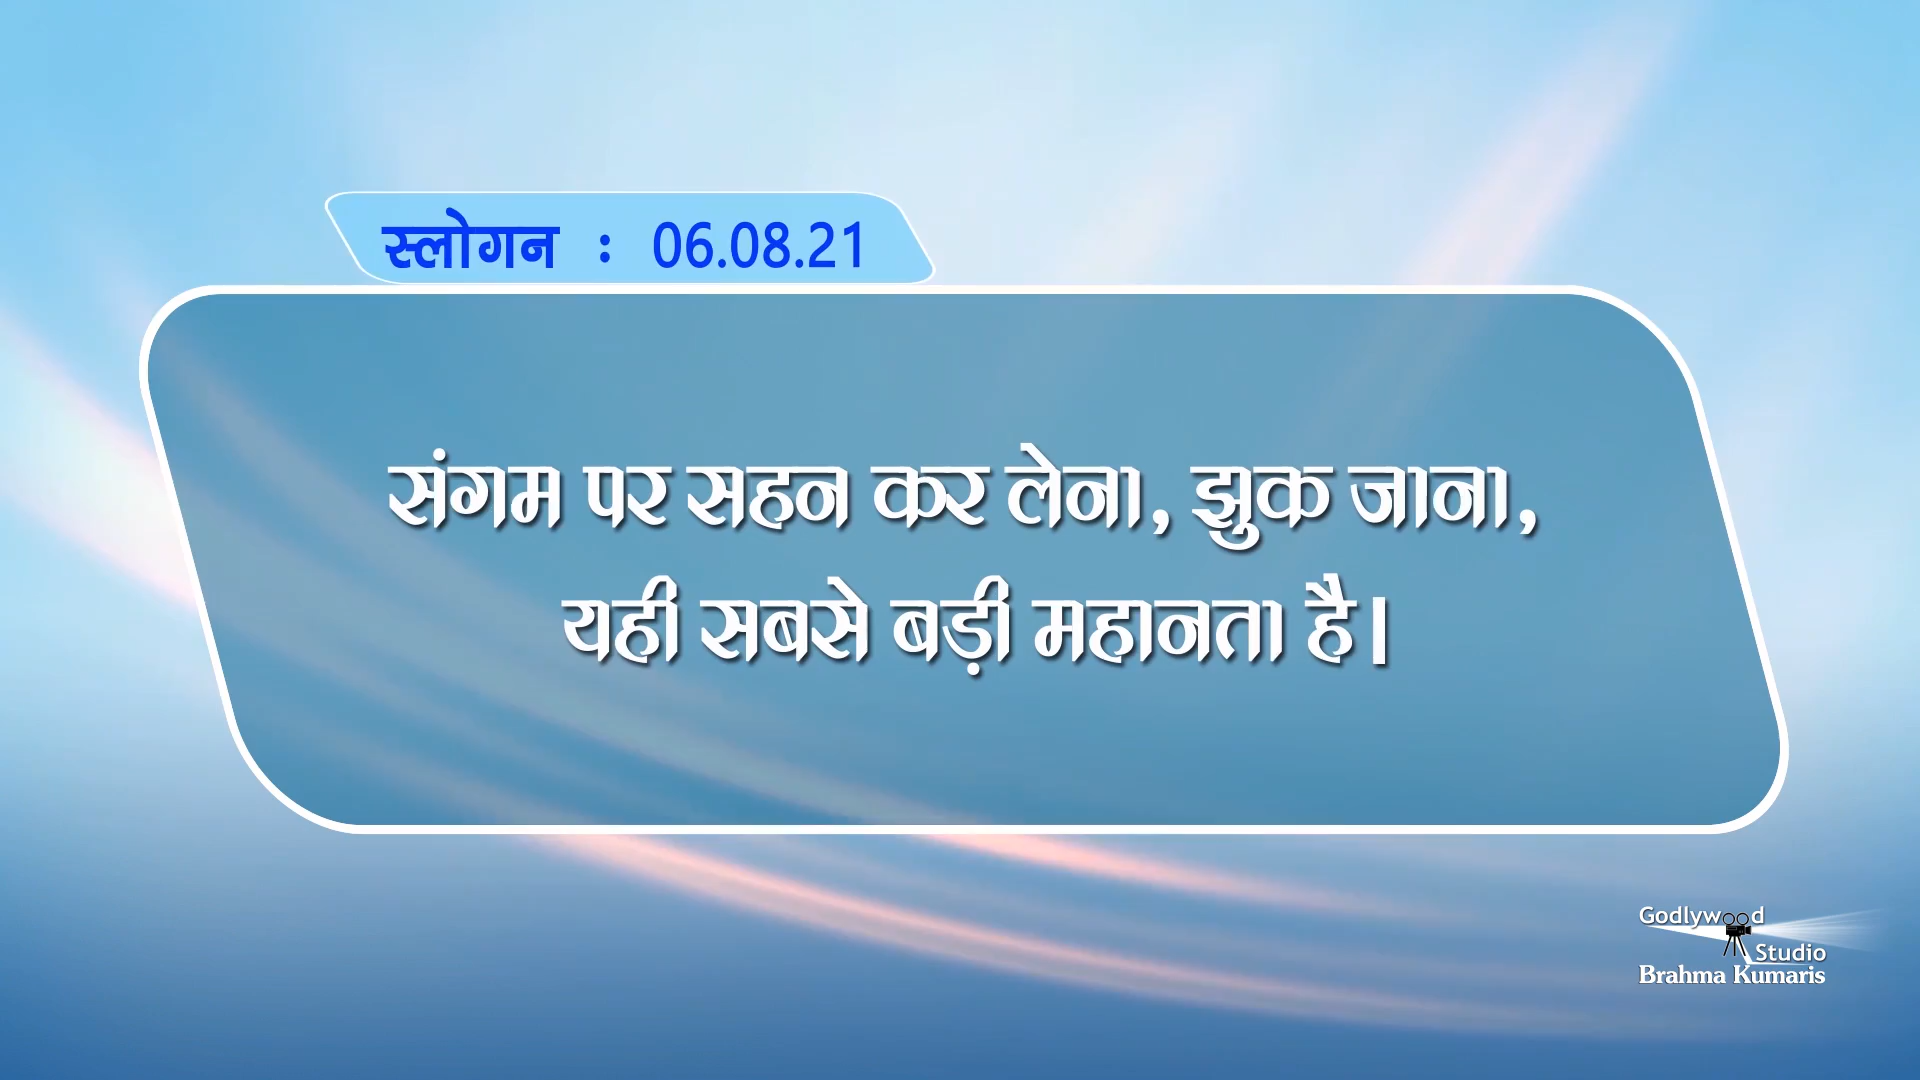 स्लोगन : 06.08.21
संगम पर सहन कर लेना, झुक जाना,
यही सबसे बड़ी महानता है।
Godlywood
Studio
Brahma Kumaris